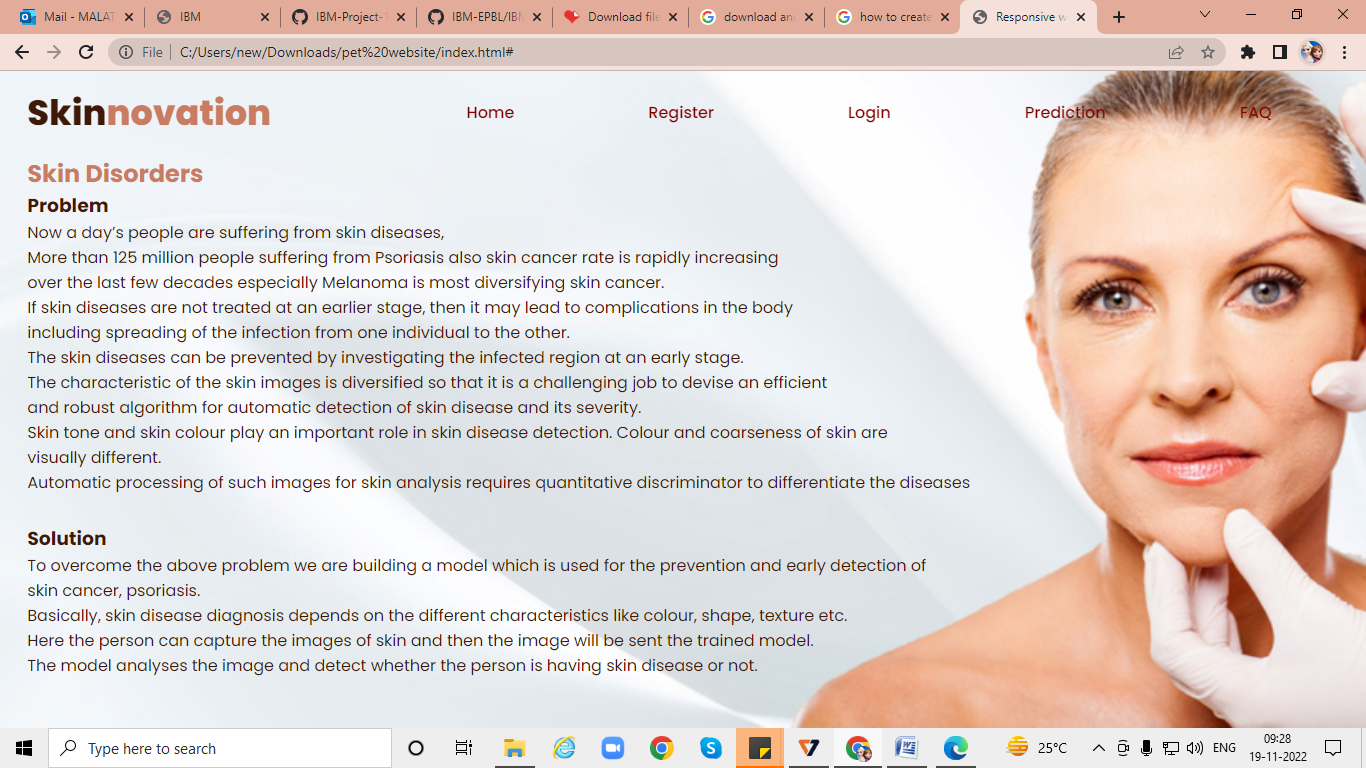 Mail - MALAT
IBM
IBM-Project-1
IBM-EPBL/IBM
Download file
download and
how to create
Responsive w
File
C:/Users/new/Downloads/pet%20website/index.html#
Skinnovation
Home
Register
Login
Prediction
FAQ
Skin Disorders
Problem
Now a day's people are suffering from skin diseases,
More than 125 million people suffering from Psoriasis also skin cancer rate is rapidly increasing
over the last few decades especially Melanoma is most diversifying skin cancer.
If skin diseases are not treated at an earlier stage, then it may lead to complications in the body
including spreading of the infection from one individual to the other.
The skin diseases can be prevented by investigating the infected region at an early stage.
The characteristic of the skin images is diversified so that it is a challenging job to devise an efficient
and robust algorithm for automatic detection of skin disease and its severity.
Skin tone and skin colour play an important role in skin disease detection. Colour and coarseness of skin are
visually different.
Automatic processing of such images for skin analysis requires quantitative discriminator to differentiate the diseases
Solution
To overcome the above problem we are building a model which is used for the prevention and early detection of
skin cancer, psoriasis.
Basically, skin disease diagnosis depends on the different characteristics like colour, shape, texture etc.
Here the person can capture the images of skin and then the image will be sent the trained model.
The model analyses the image and detect whether the person is having skin disease or not.
Type here to search
25°C
ENG
09:28
19-11-2022